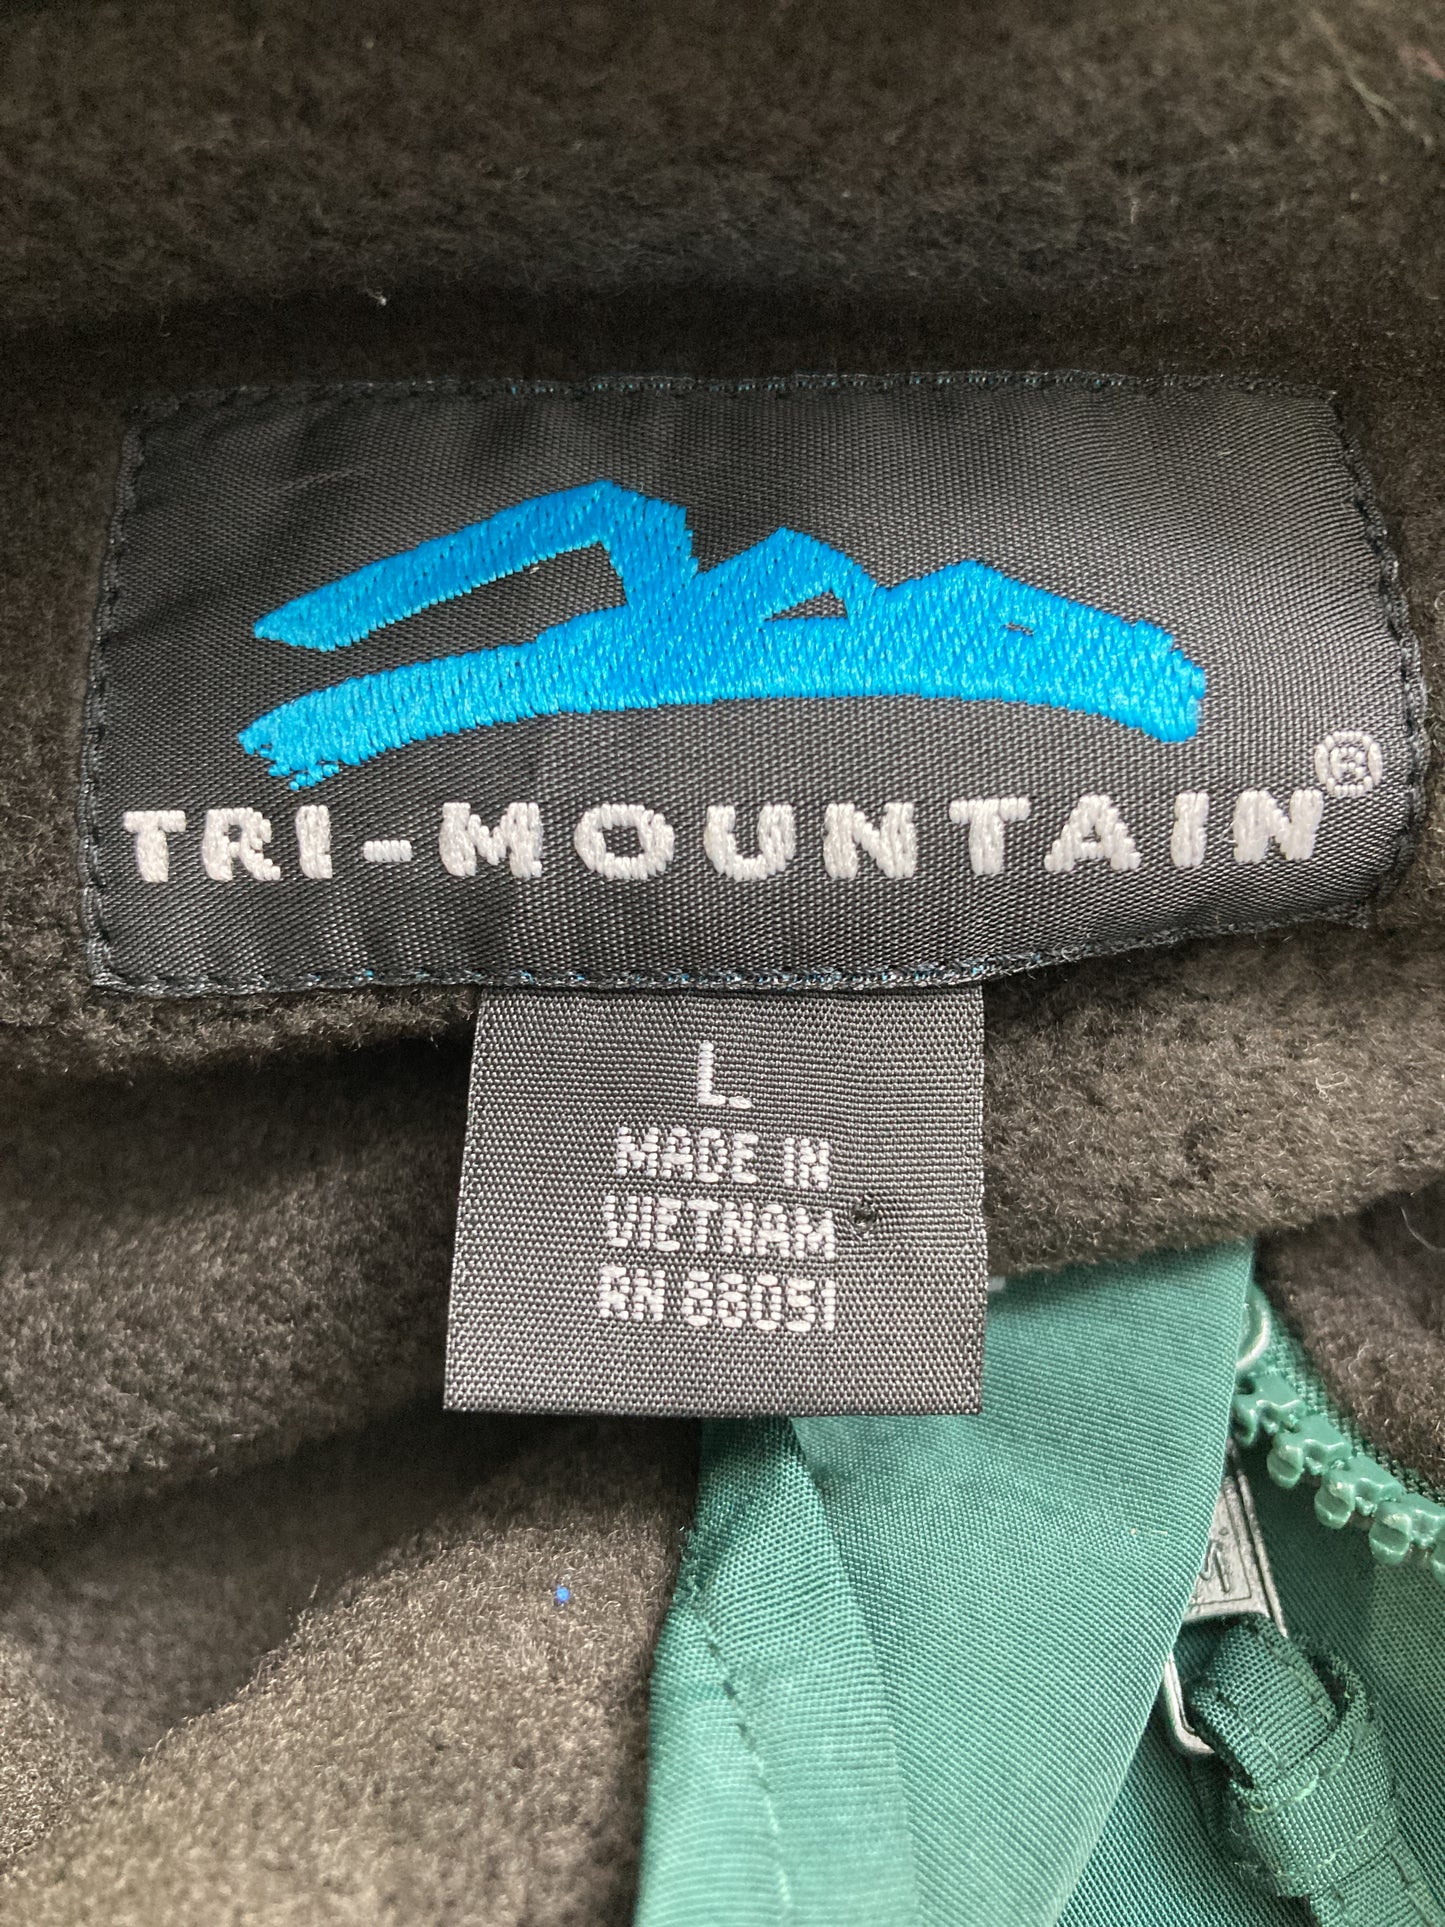 TRI-MOUNTAIN®
L
MADE IN
VIETNAM
RN 88051